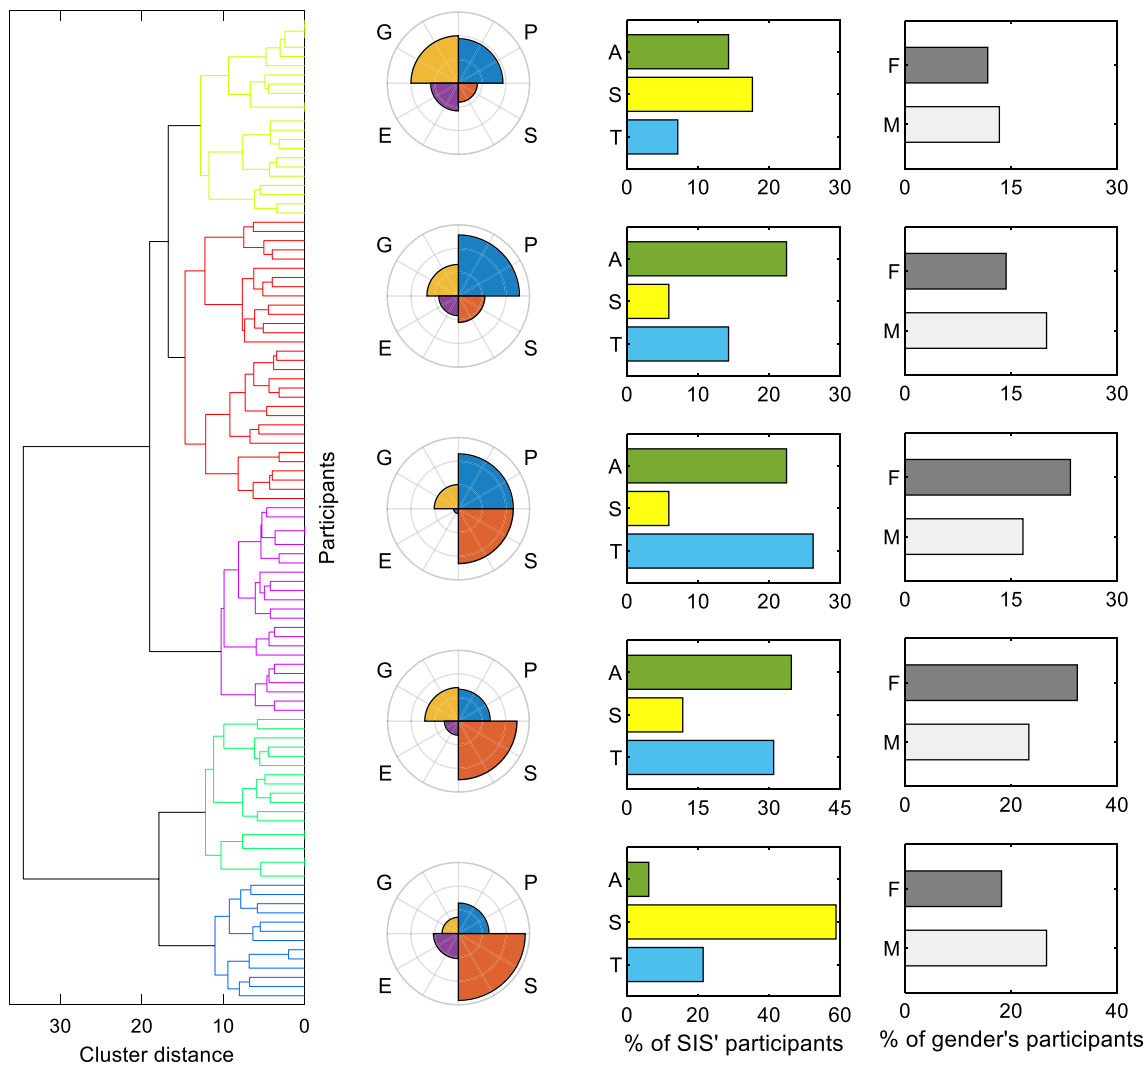 G P
E S
A
S
T
0 10 20 30
F
M
0 15 30
G P
E S
A
S
T
0 10 20 30
F
M
0 15 30
G P
E S
A
S
T
0 10 20 30
F
M
0 15 30
G P
E S
A
S
T
0 15 30 45
F
M
0 20 40
G P
E S
A
S
T
0 20 40 60
F
M
0 20 40
Participants
30 20 10 0
Cluster distance
% of SIS' participants
% of gender's participants